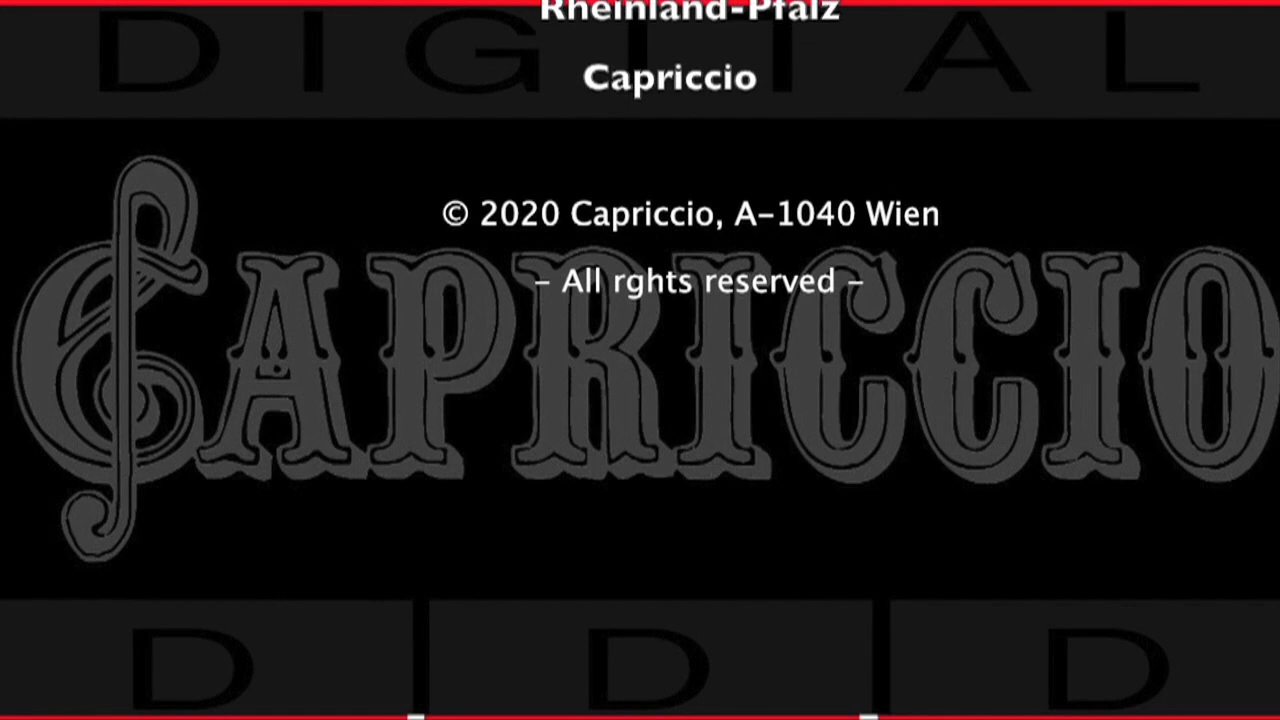 Rheinland-Pfalz
DIGITAL
Capriccio
© 2020 Capriccio, A–1040 Wien
– All rghts reserved –
CAPRICCIO
D D D